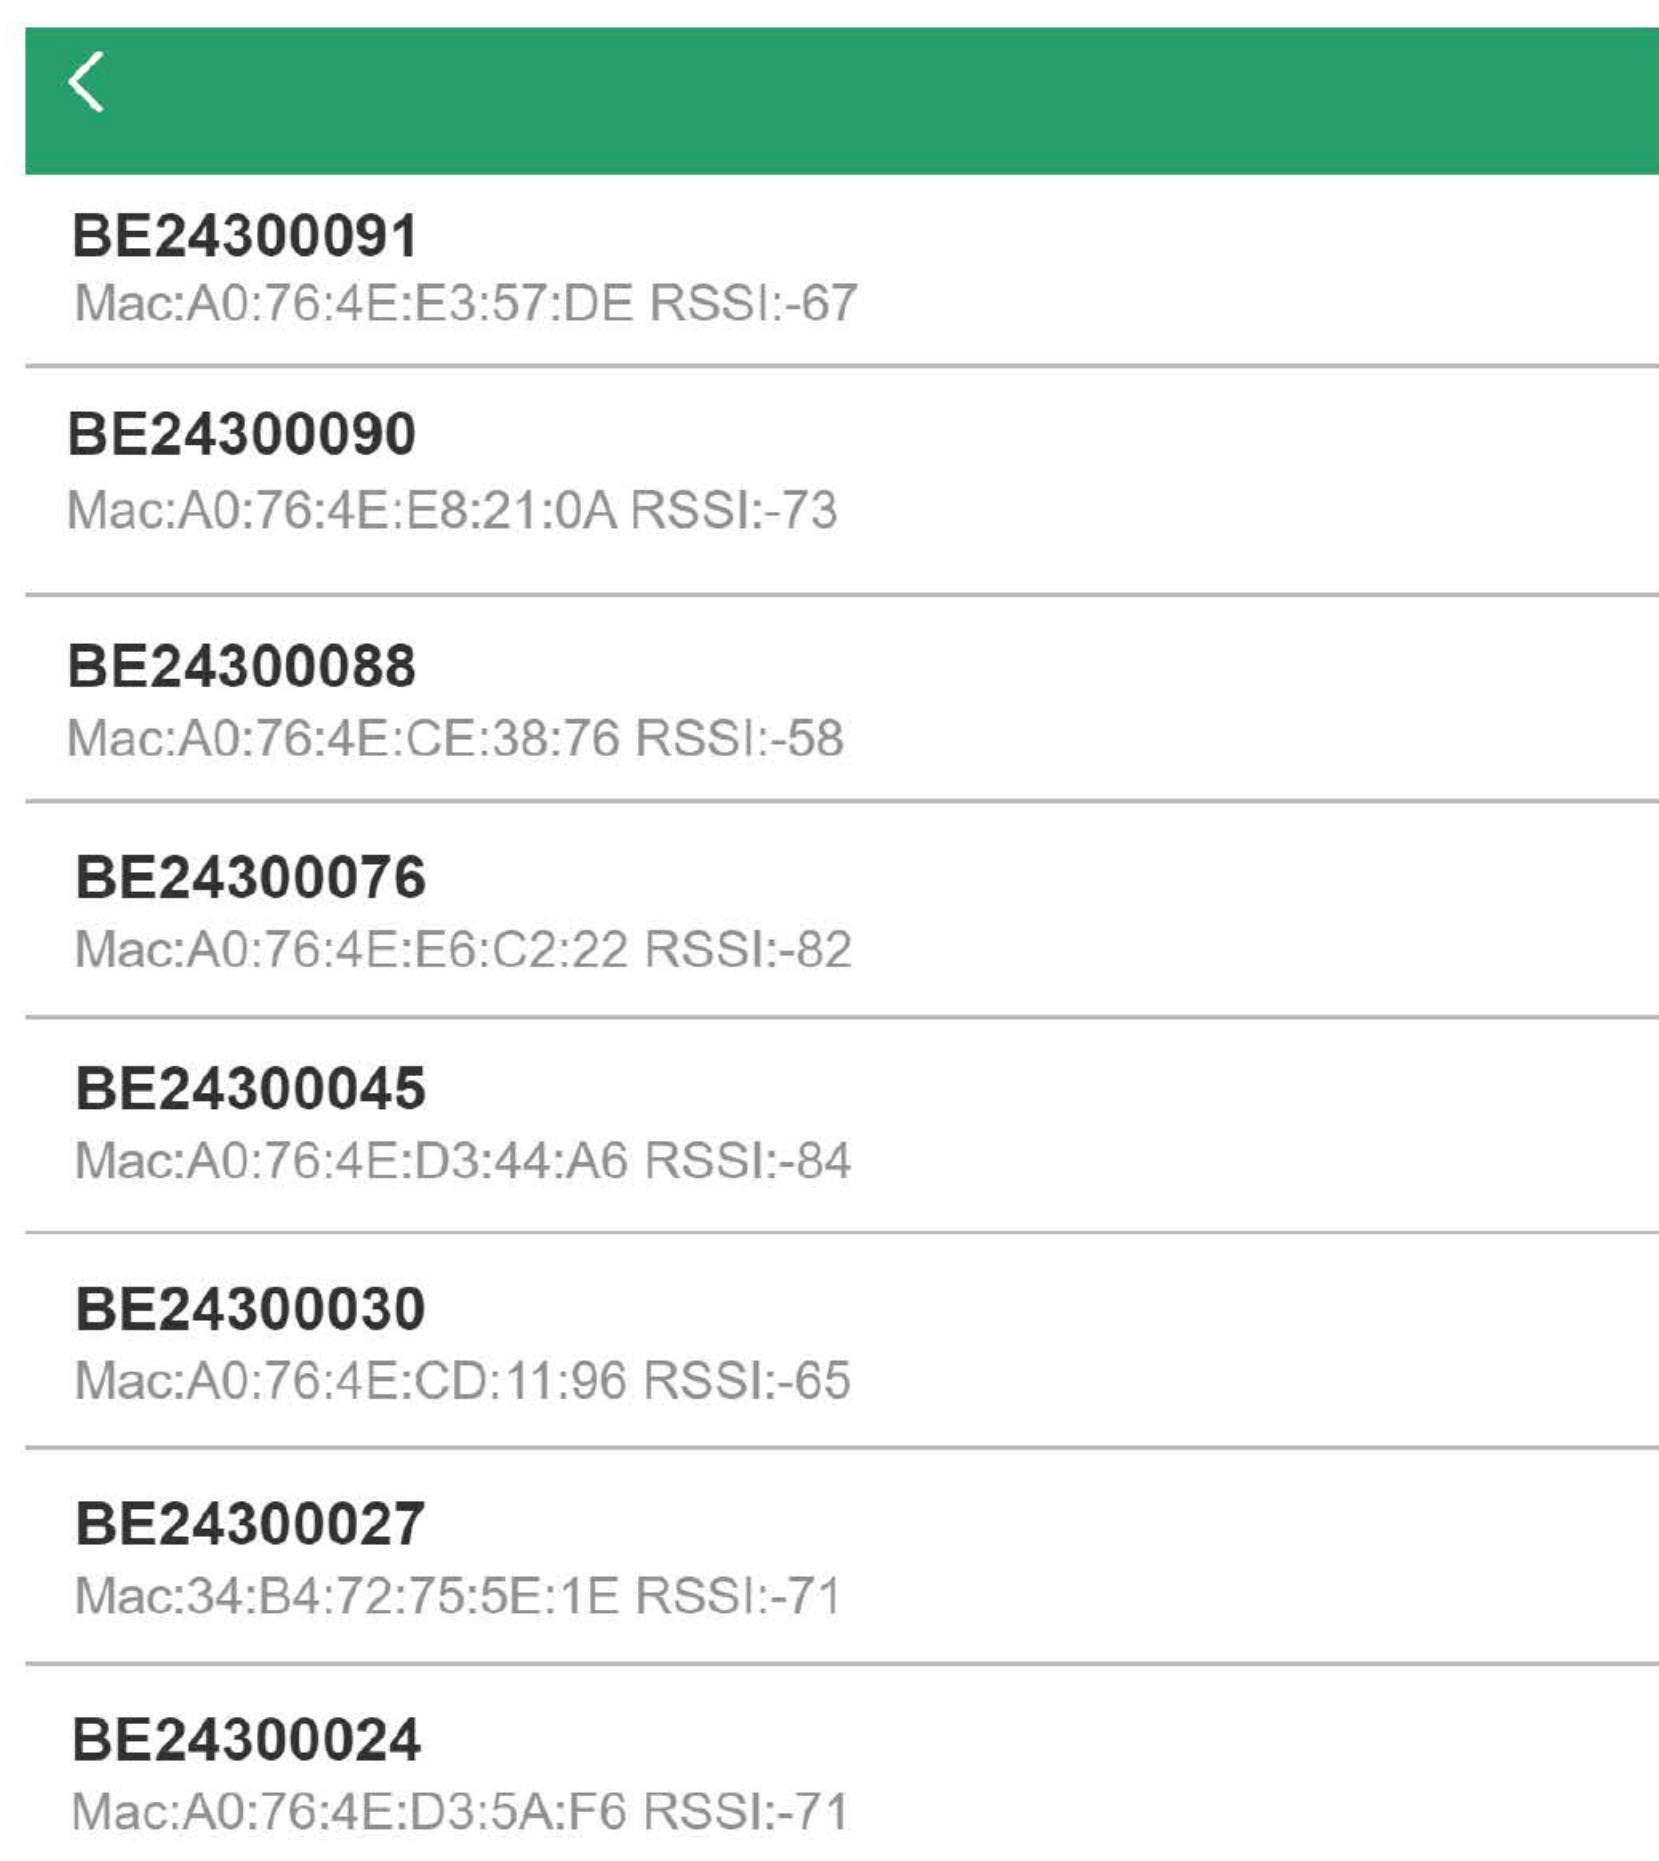 BE24300091
Mac:A0:76:4E:E3:57:DE RSSI:-67
BE24300090
Mac:A0:76:4E:E8:21:0A RSSI:-73
BE24300088
Mac:A0:76:4E:CE:38:76 RSSI:-58
BE24300076
Mac:A0:76:4E:E6:C2:22 RSSI:-82
BE24300045
Mac:A0:76:4E:D3:44:A6 RSSI:-84
BE24300030
Mac:A0:76:4E:CD:11:96 RSSI:-65
BE24300027
Mac:34:B4:72:75:5E:1E RSSI:-71
BE24300024
Mac:A0:76:4E:D3:5A:F6 RSSI:-71